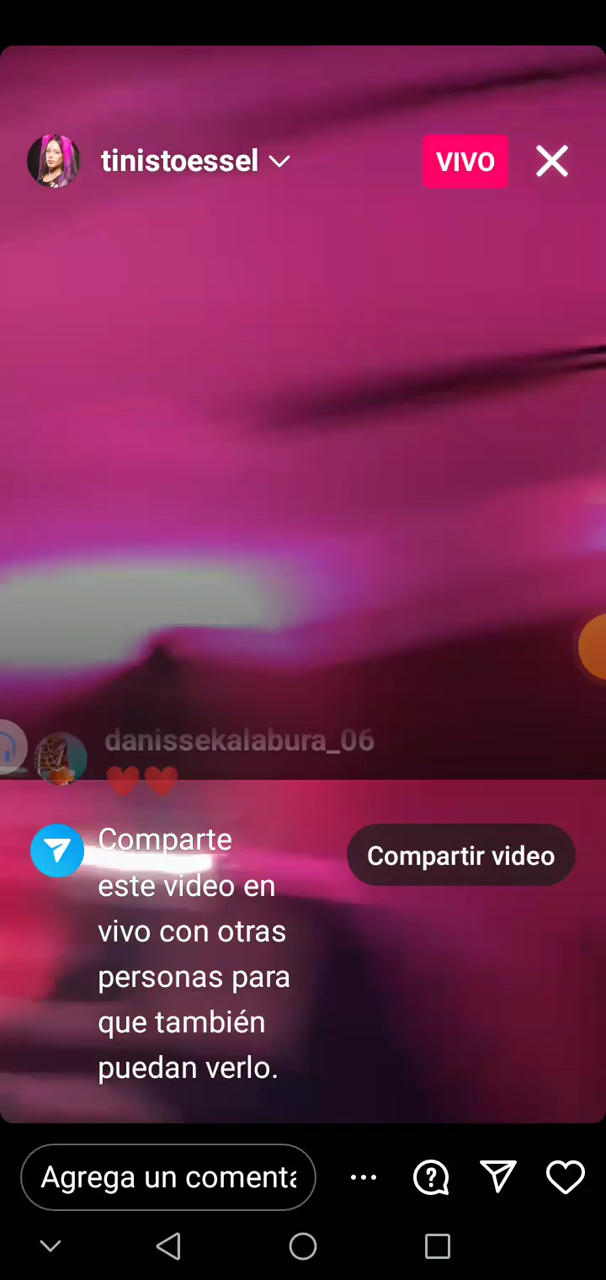 tinistoessel
VIVO
danissekalabura_06
❤️❤️
Comparte
este video en
vivo con otras
personas para
que también
puedan verlo.
Compartir video
Agrega un comenta